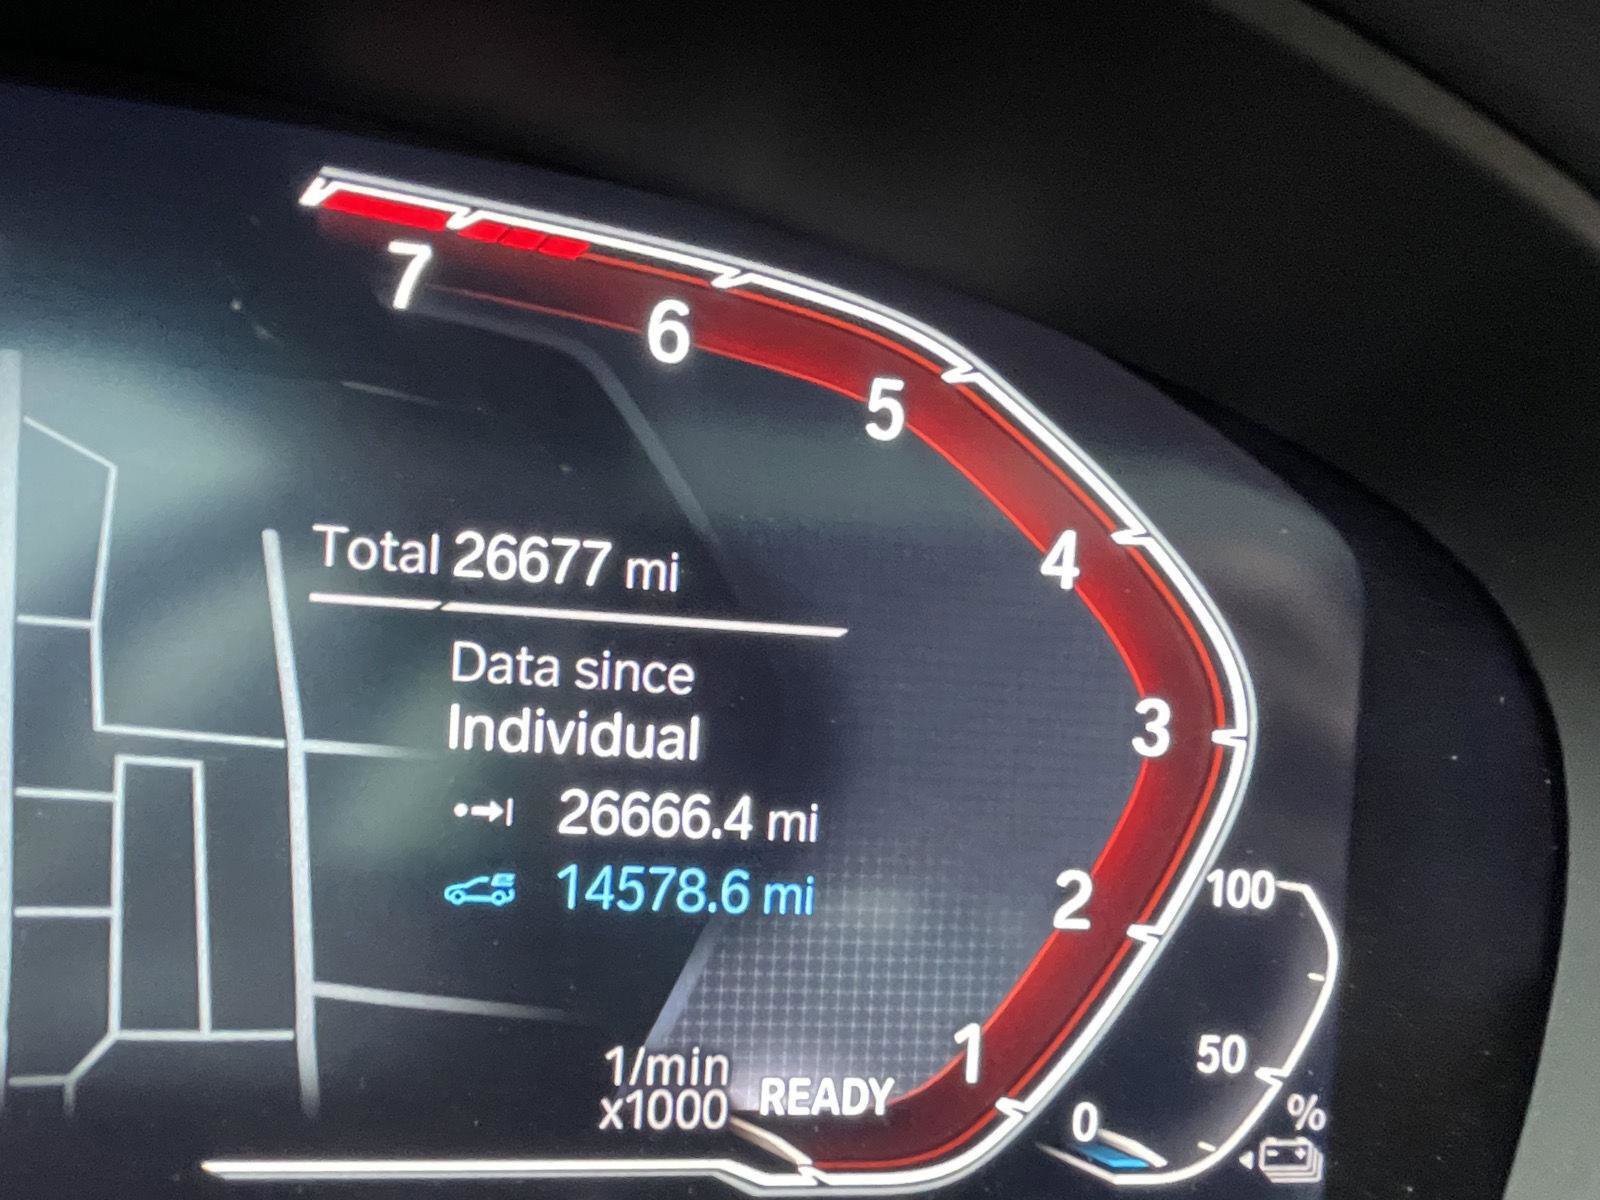 7
6
5
4
3
2
1
Total 26677 mi
Data since
Individual
26666.4 mi
14578.6 mi
1/min
x1000
READY
100
50
0
%